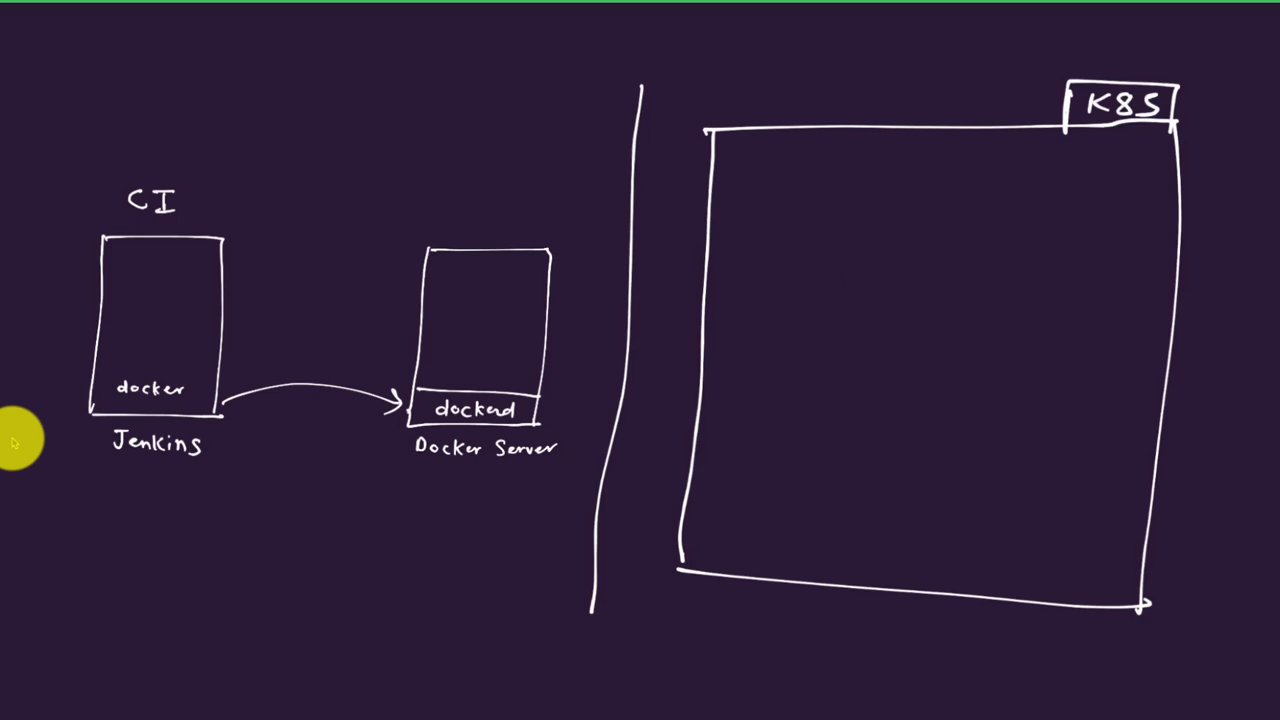 CI
docker
Jenkins
dockerd
Docker Server
K8S